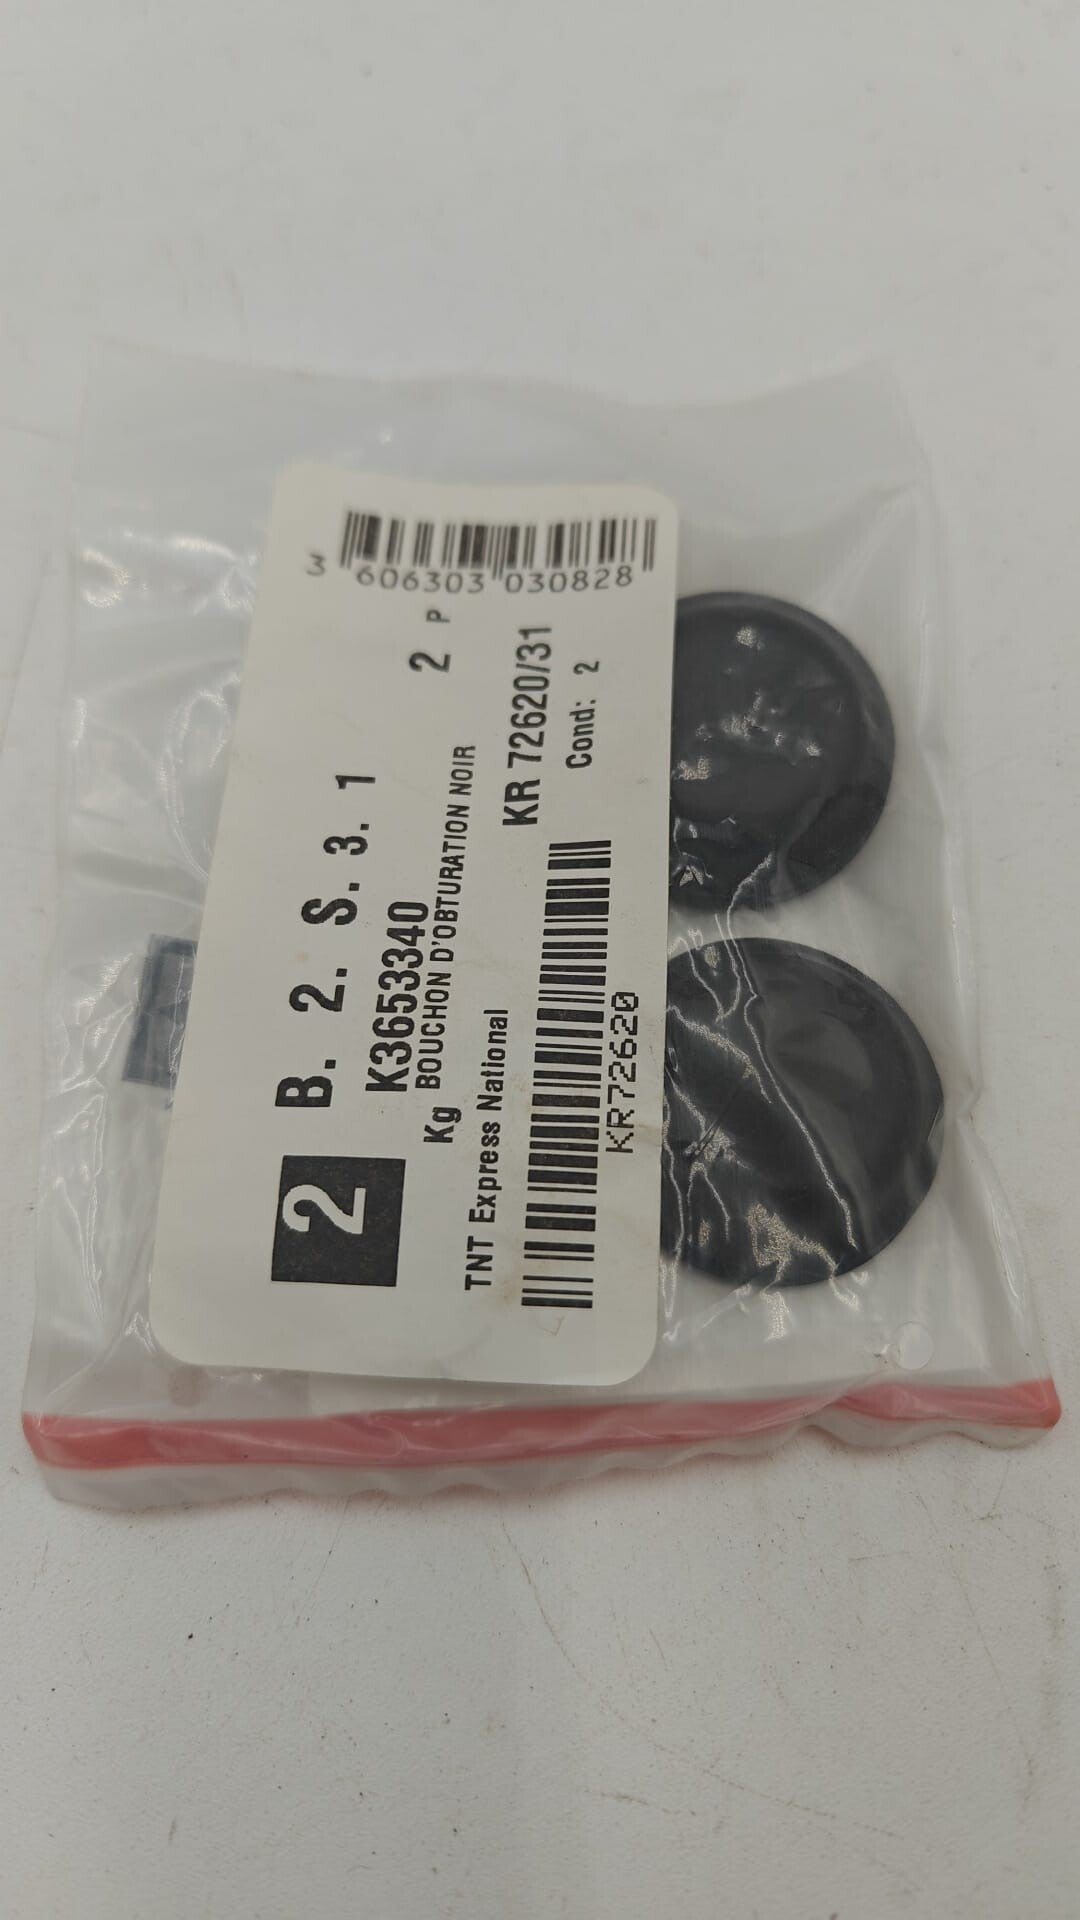 3 606303 030828
2 B. 2. S. 3. 1
K3653340 2 P
BOUCHON D'OBTURATION NOIR
Kg
TNT Express National
KR 72620/31
Cond: 2
KR72620